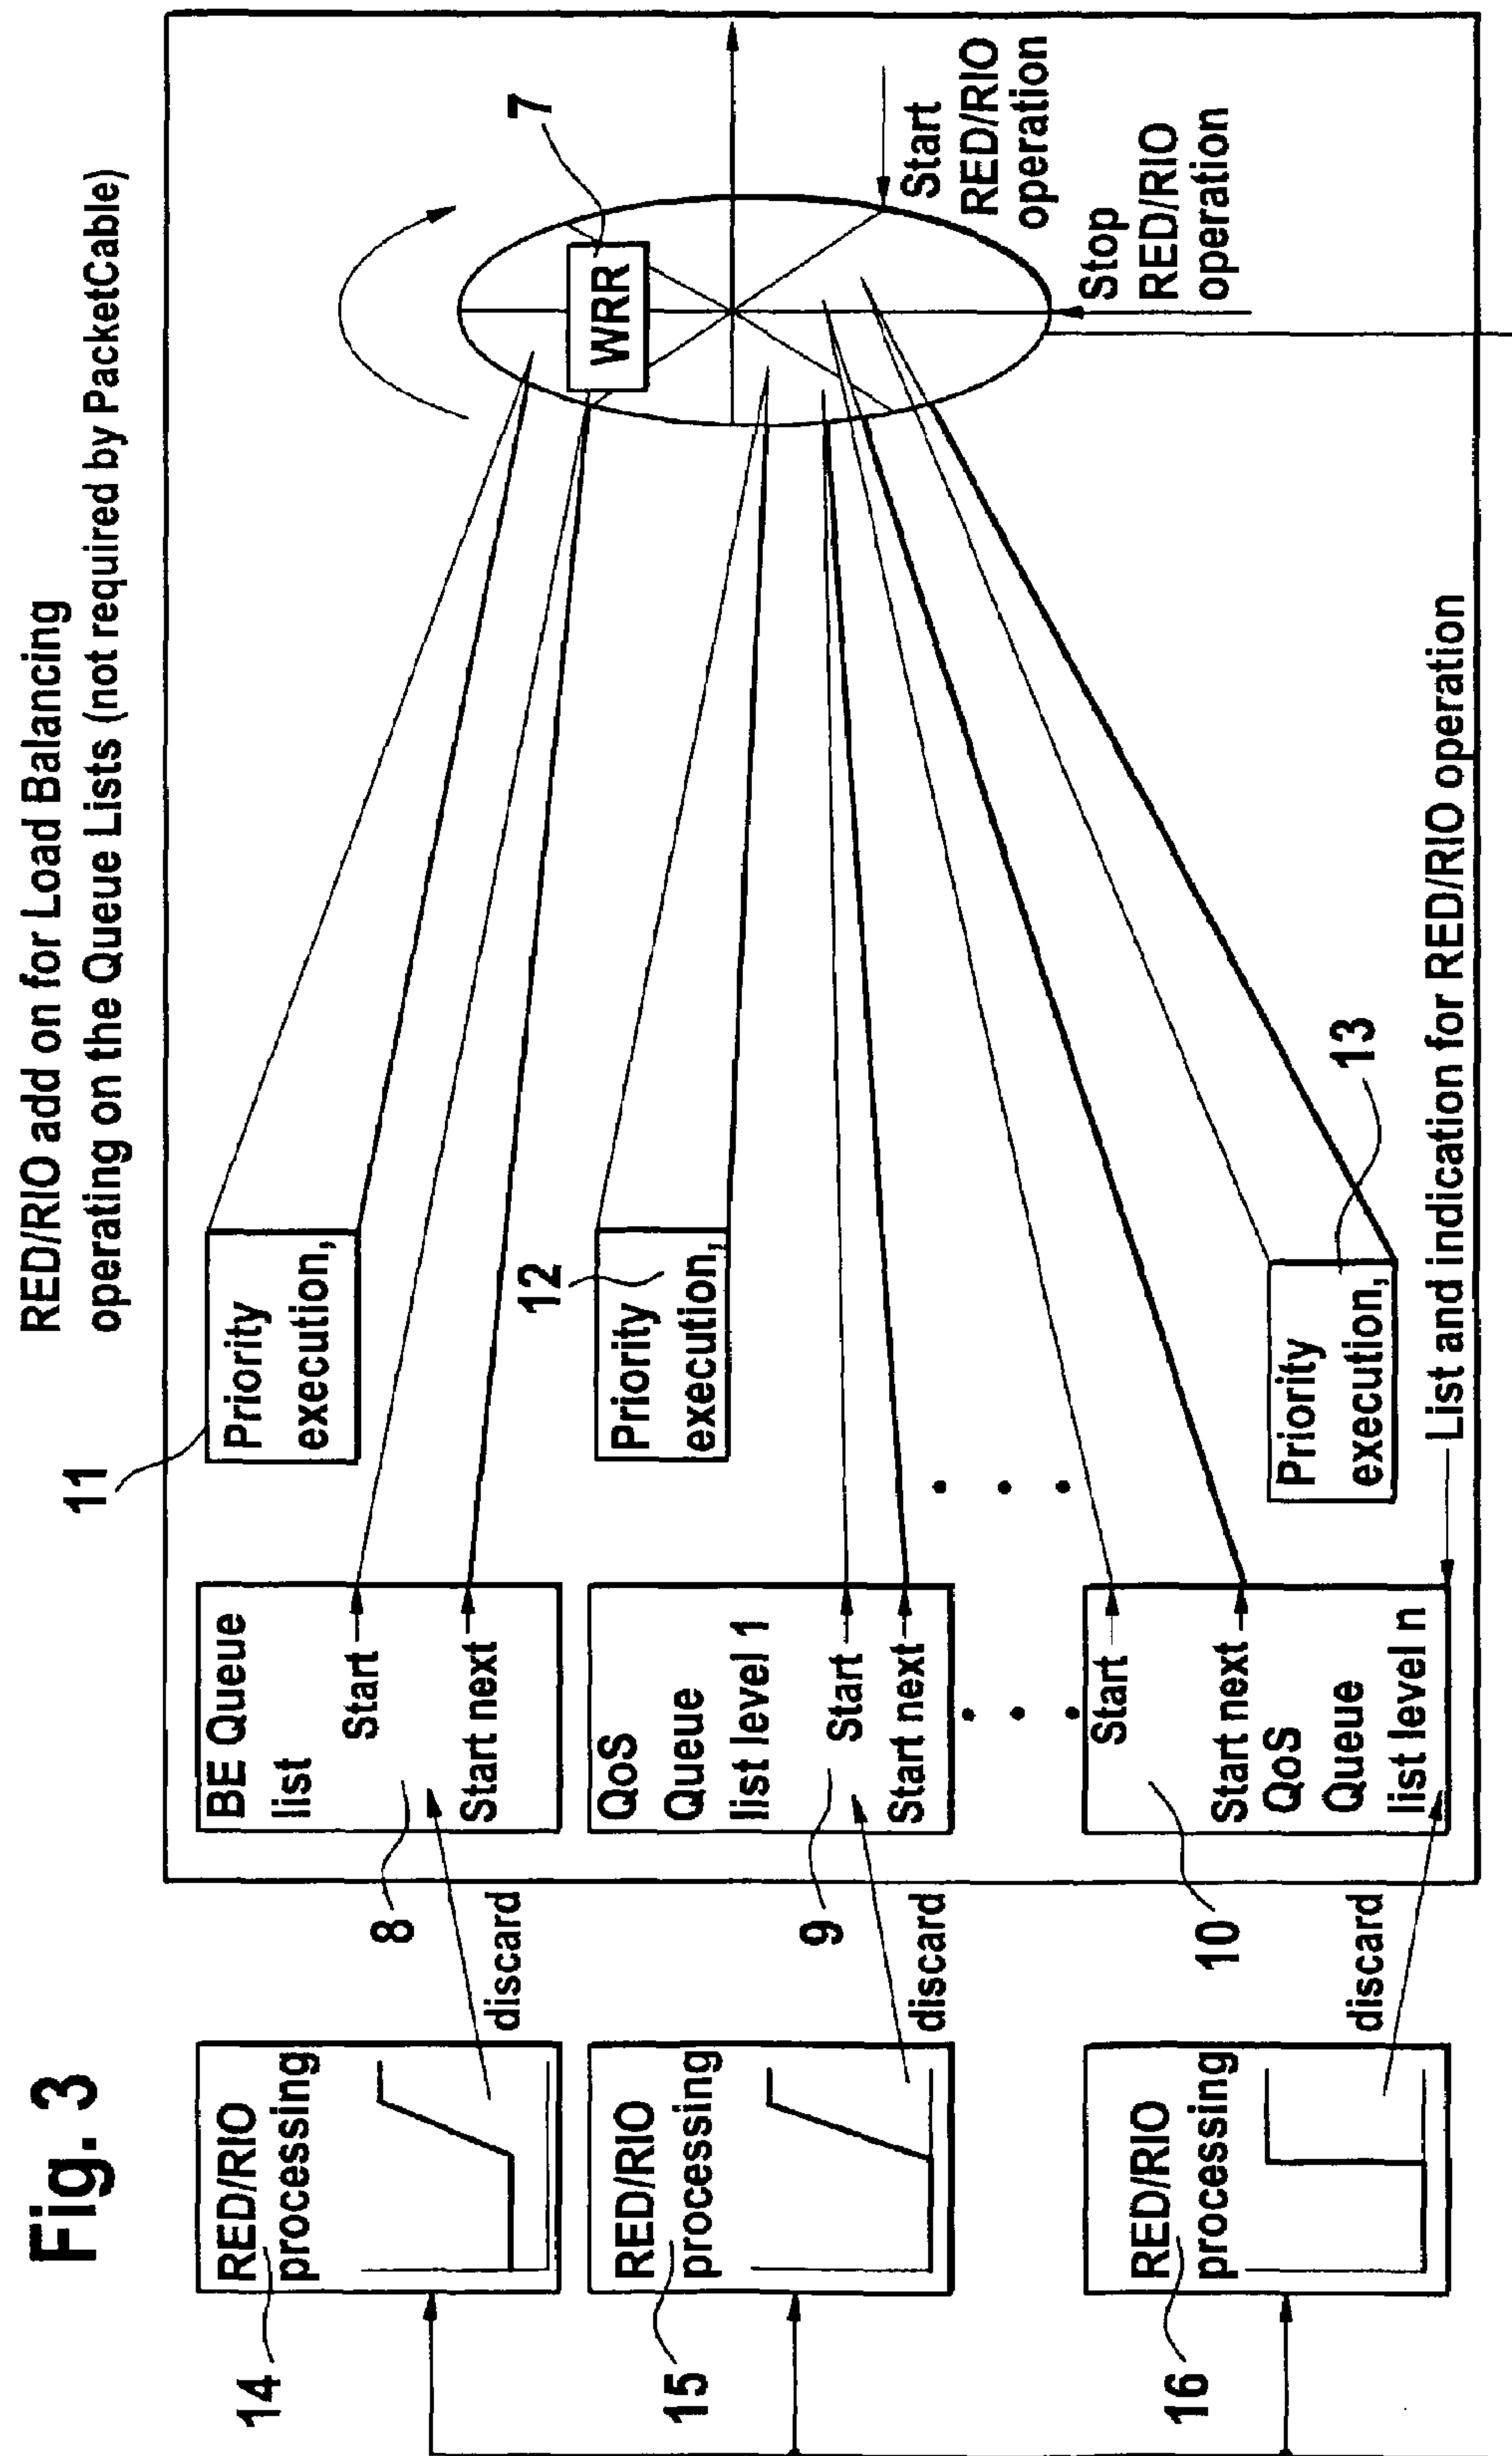 Fig. 3
RED/RIO add on for Load Balancing
operating on the Queue Lists (not required by PacketCable)
14
RED/RIO
processing
discard
8
BE Queue
list
Start
Start next
11
Priority
execution,
7
WRR
15
RED/RIO
processing
discard
9
QoS
Queue
list level 1
Start
Start next
12
Priority
execution,
Start
RED/RIO
operation
Stop
RED/RIO
operation
16
RED/RIO
processing
discard
10
Start
Start next
QoS
Queue
list level n
Priority
execution,
13
List and indication for RED/RIO operation